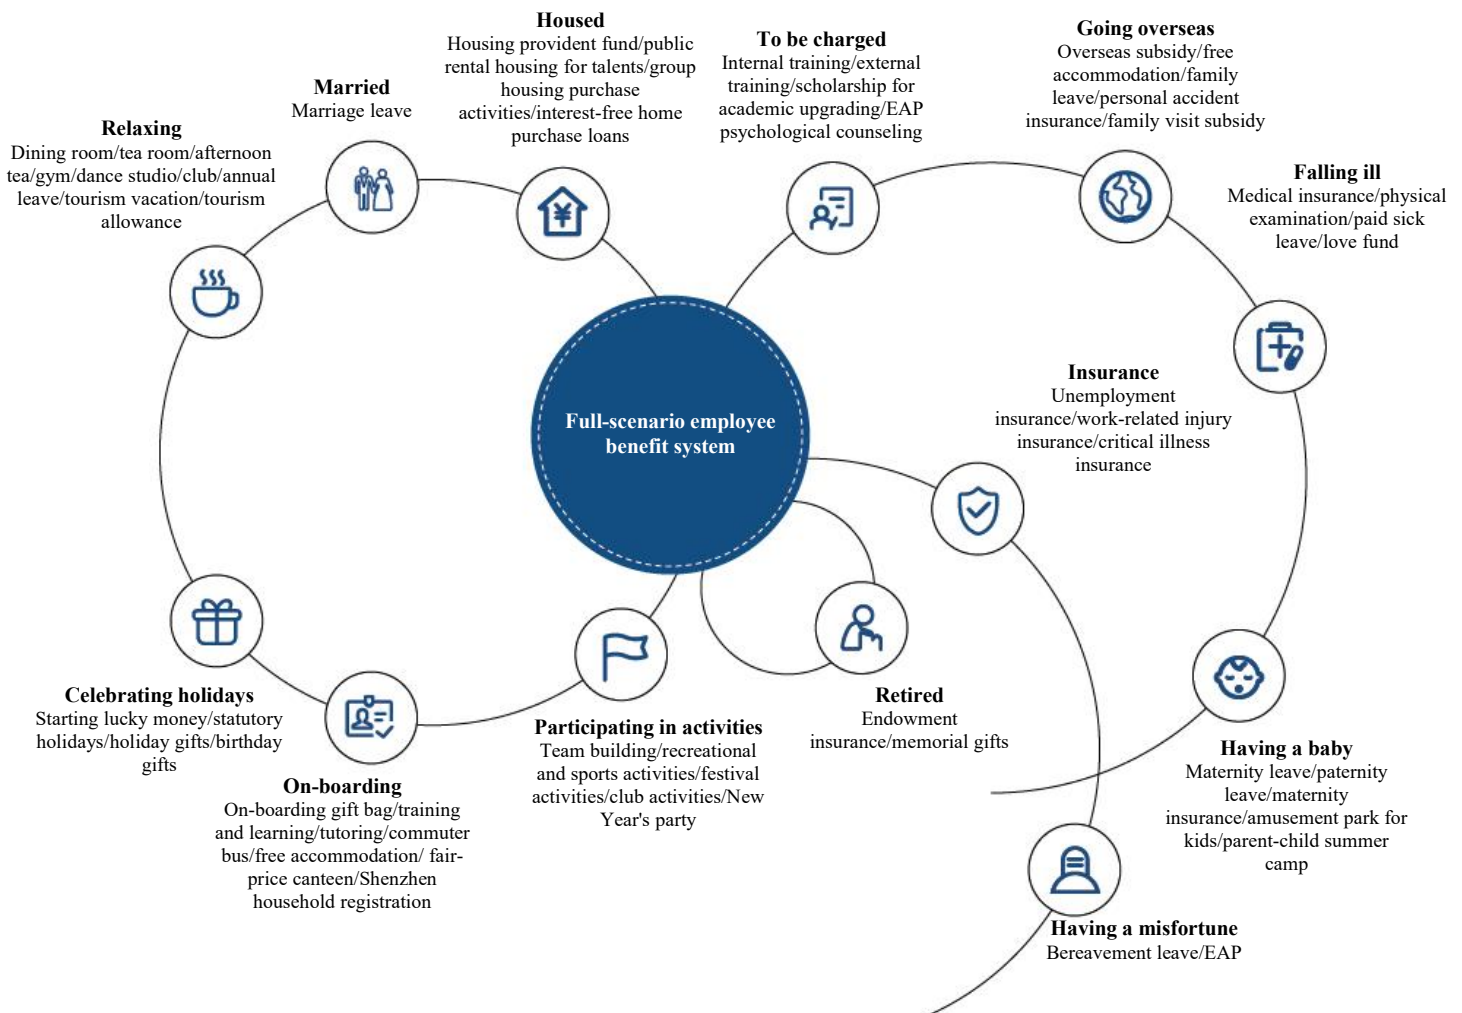 Housed
Housing provident fund/public
rental housing for talents/group
housing purchase
activities/interest-free home
purchase loans
To be charged
Internal training/external
training/scholarship for
academic upgrading/EAP
psychological counseling
Going overseas
Overseas subsidy/free
accommodation/family
leave/personal accident
insurance/family visit subsidy
Married
Marriage leave
Relaxing
Dining room/tea room/afternoon
tea/gym/dance studio/club/annual
leave/tourism vacation/tourism
allowance
Falling ill
Medical insurance/physical
examination/paid sick
leave/love fund
Insurance
Unemployment
insurance/work-related injury
insurance/critical illness
insurance
Full-scenario employee
benefit system
Celebrating holidays
Starting lucky money/statutory
holidays/holiday gifts/birthday
gifts
On-boarding
On-boarding gift bag/training
and learning/tutoring/commuter
bus/free accommodation/ fair-
price canteen/Shenzhen
household registration
Participating in activities
Team building/recreational
and sports activities/festival
activities/club activities/New
Year's party
Retired
Endowment
insurance/memorial gifts
Having a baby
Maternity leave/paternity
leave/maternity
insurance/amusement park for
kids/parent-child summer
camp
Having a misfortune
Bereavement leave/EAP